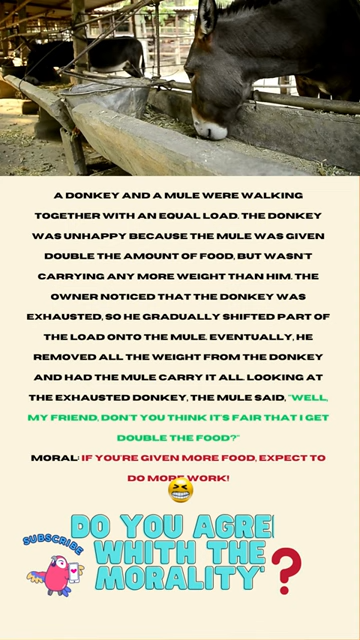 A DONKEY AND A MULE WERE WALKING
TOGETHER WITH AN EQUAL LOAD. THE DONKEY
WAS UNHAPPY BECAUSE THE MULE WAS GIVEN
DOUBLE THE AMOUNT OF FOOD, BUT WASN'T
CARRYING ANY MORE WEIGHT THAN HIM. THE
OWNER NOTICED THAT THE DONKEY WAS
EXHAUSTED, SO HE GRADUALLY SHIFTED PART OF
THE LOAD ONTO THE MULE. EVENTUALLY, HE
REMOVED ALL THE WEIGHT FROM THE DONKEY
AND HAD THE MULE CARRY IT ALL. LOOKING AT
THE EXHAUSTED DONKEY, THE MULE SAID, "WELL,
MY FRIEND, DON'T YOU THINK IT'S FAIR THAT I GET
DOUBLE THE FOOD?"
MORAL: IF YOU'RE GIVEN MORE FOOD, EXPECT TO
DO MORE WORK!
SUBSCRIBE
DO YOU AGRE
WHITH THE
MORALITY'?